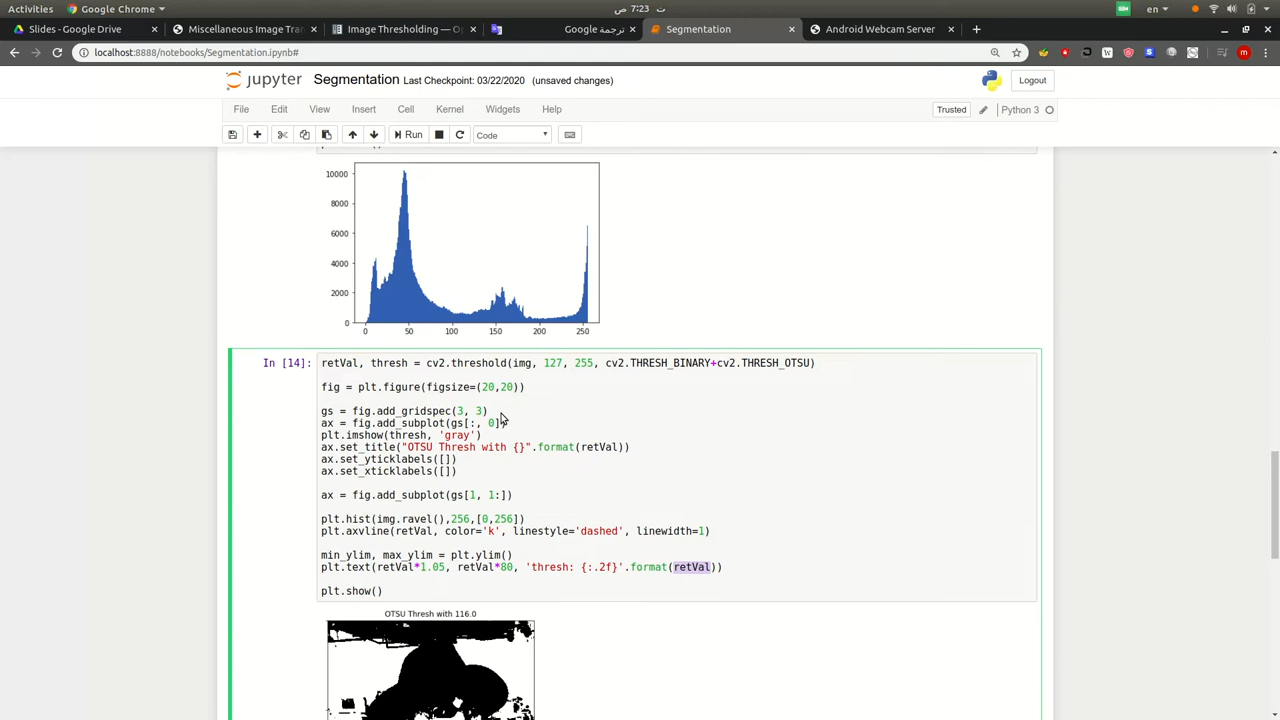 Activities Google Chrome ت 7:23 ص en
Slides - Google Drive Miscellaneous Image Tran Image Thresholding — Op ترجمة Google Segmentation Android Webcam Server
localhost:8888/notebooks/Segmentation.ipynb#
jupyter Segmentation Last Checkpoint: 03/22/2020 (unsaved changes) Logout
File Edit View Insert Cell Kernel Widgets Help Trusted Python 3
Run Code
10000
8000
6000
4000
2000
0
0 50 100 150 200 250
In [14]: retVal, thresh = cv2.threshold(img, 127, 255, cv2.THRESH_BINARY+cv2.THRESH_OTSU)
fig = plt.figure(figsize=(20,20))
gs = fig.add_gridspec(3, 3)
ax = fig.add_subplot(gs[:, 0])
plt.imshow(thresh, 'gray')
ax.set_title("OTSU Thresh with {}".format(retVal))
ax.set_yticklabels([])
ax.set_xticklabels([])
ax = fig.add_subplot(gs[1, 1:])
plt.hist(img.ravel(),256,[0,256])
plt.axvline(retVal, color='k', linestyle='dashed', linewidth=1)
min_ylim, max_ylim = plt.ylim()
plt.text(retVal*1.05, retVal*80, 'thresh: {:.2f}'.format(retVal))
plt.show()
OTSU Thresh with 116.0